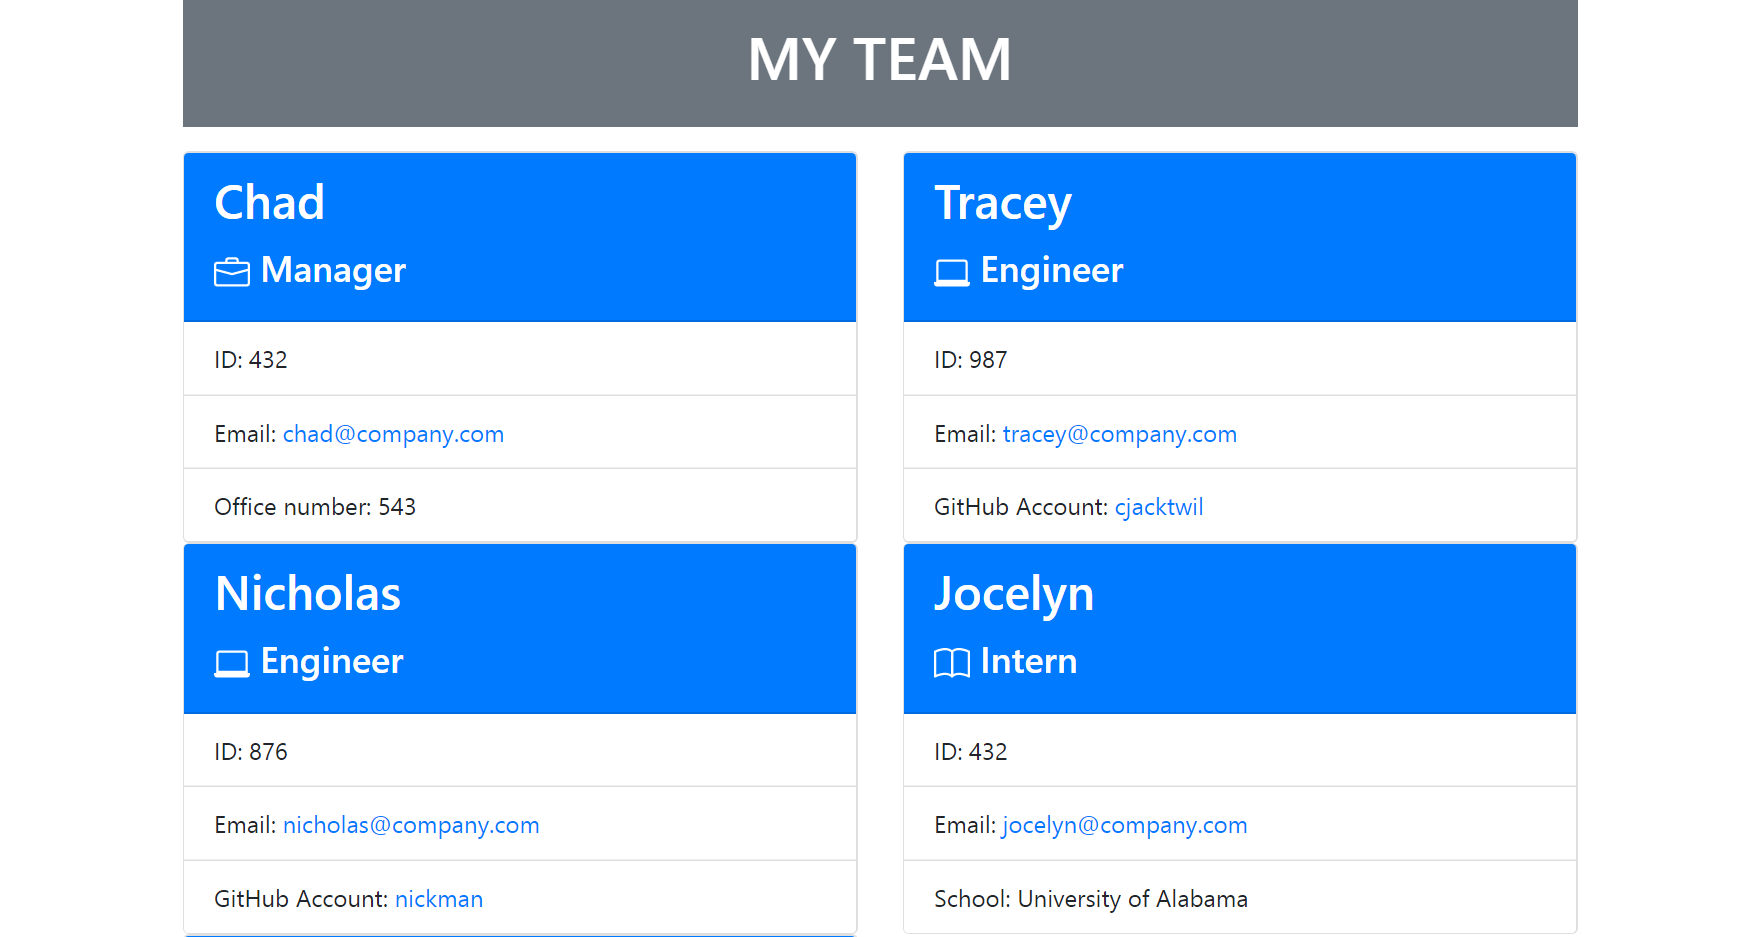 MY TEAM
Chad
Manager
ID: 432
Email: chad@company.com
Office number: 543
Tracey
Engineer
ID: 987
Email: tracey@company.com
GitHub Account: cjacktwil
Nicholas
Engineer
ID: 876
Email: nicholas@company.com
GitHub Account: nickman
Jocelyn
Intern
ID: 432
Email: jocelyn@company.com
School: University of Alabama